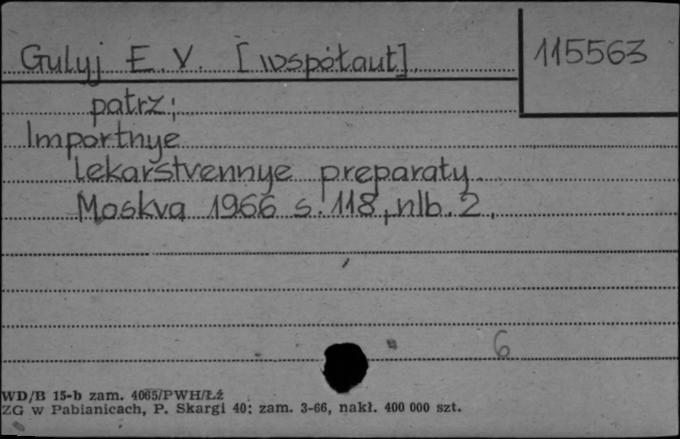 Gulyj E. V. [współaut].
115563
patrz;
Importnye
lekarstvennye preparaty
Moskva 1966 s. 118, nlb. 2.
6
WD/B 15-b zam. 4065/PWH/Łź
ZG w Pabianicach, P. Skargi 40; zam. 3-66, nakł. 400 000 szt.